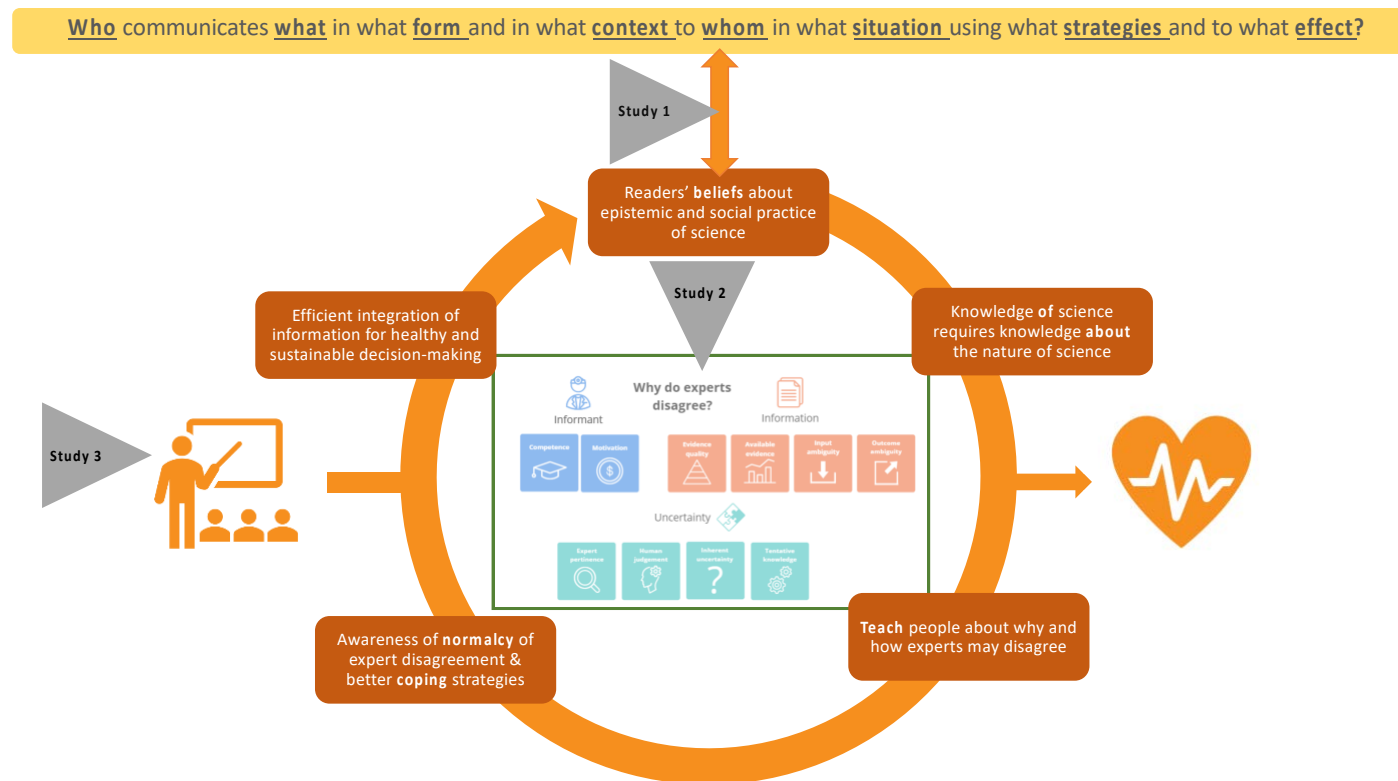 Who communicates what in what form and in what context to whom in what situation using what strategies and to what effect?
Study 1
Readers' beliefs about
epistemic and social practice
of science
Study 2
Efficient integration of
information for healthy and
sustainable decision-making
Knowledge of science
requires knowledge about
the nature of science
Why do experts
disagree?
Informant
Information
Competence
Motivation
Evidence
quality
Available
evidence
Input
ambiguity
Outcome
ambiguity
Study 3
Uncertainty
Expert
pertinence
Human
judgement
Inherent
uncertainty
Tentative
knowledge
Awareness of normalcy of
expert disagreement &
better coping strategies
Teach people about why and
how experts may disagree